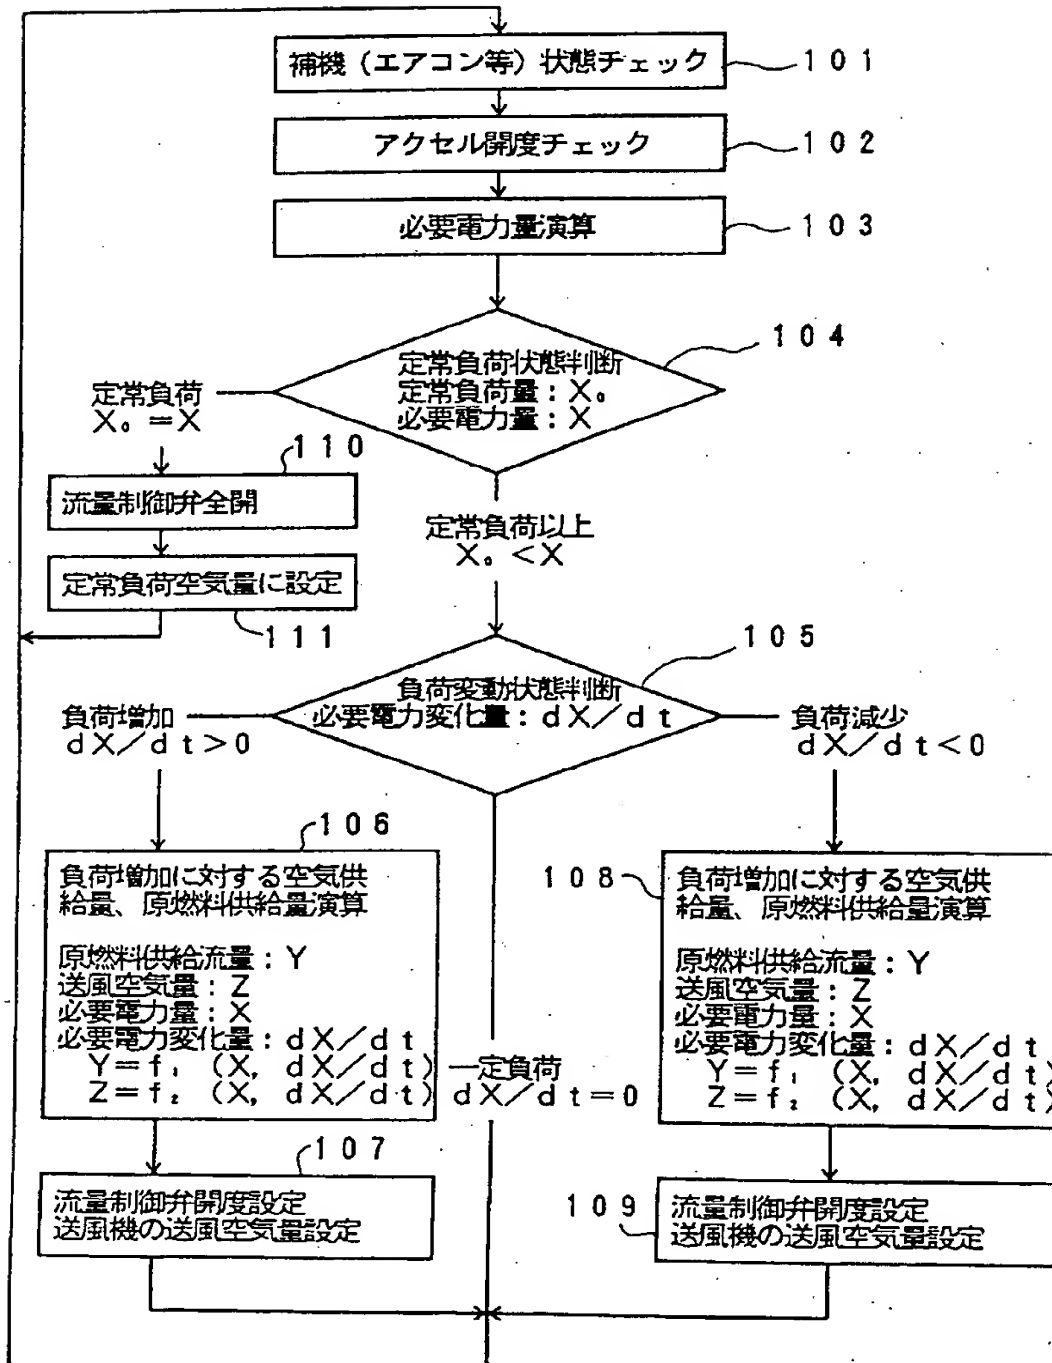 補機（エアコン等）状態チェック
101
アクセル開度チェック
102
必要電力量演算
103
104
定常負荷状態判断
定常負荷量：X₀
必要電力量：X
定常負荷
X₀＝X
110
流量制御弁全開
定常負荷空気量に設定
111
定常負荷以上
X₀＜X
105
負荷変動状態判断
必要電力変化量：dX／dt
負荷増加
dX／dt＞0
負荷減少
dX／dt＜0
106
負荷増加に対する空気供
給量、原燃料供給量演算
原燃料供給流量：Y
送風空気量：Z
必要電力量：X
必要電力変化量：dX／dt
Y＝f₁（X，dX／dt）
Z＝f₂（X，dX／dt）
一定負荷
dX／dt＝0
108
負荷増加に対する空気供
給量、原燃料供給量演算
原燃料供給流量：Y
送風空気量：Z
必要電力量：X
必要電力変化量：dX／dt
Y＝f₁（X，dX／dt）
Z＝f₂（X，dX／dt）
107
流量制御弁開度設定
送風機の送風空気量設定
109
流量制御弁開度設定
送風機の送風空気量設定